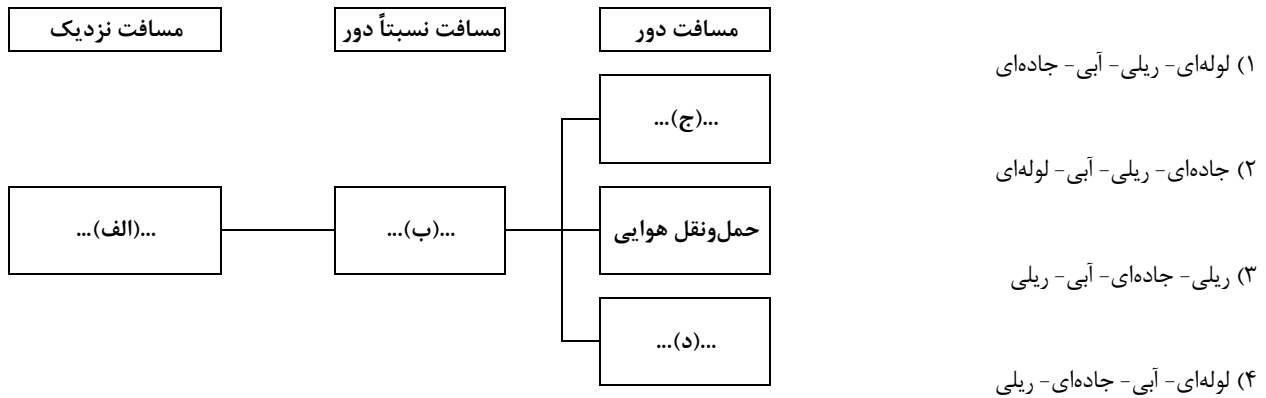 مسافت دور
مسافت نسبتاً دور
مسافت نزدیک
...(ج)...
حمل‌ونقل هوایی
...(ب)...
...(الف)...
...(د)...
۱) لوله‌ای- ریلی- آبی- جاده‌ای
۲) جاده‌ای- ریلی- آبی- لوله‌ای
۳) ریلی- جاده‌ای- آبی- ریلی
۴) لوله‌ای- آبی- جاده‌ای- ریلی